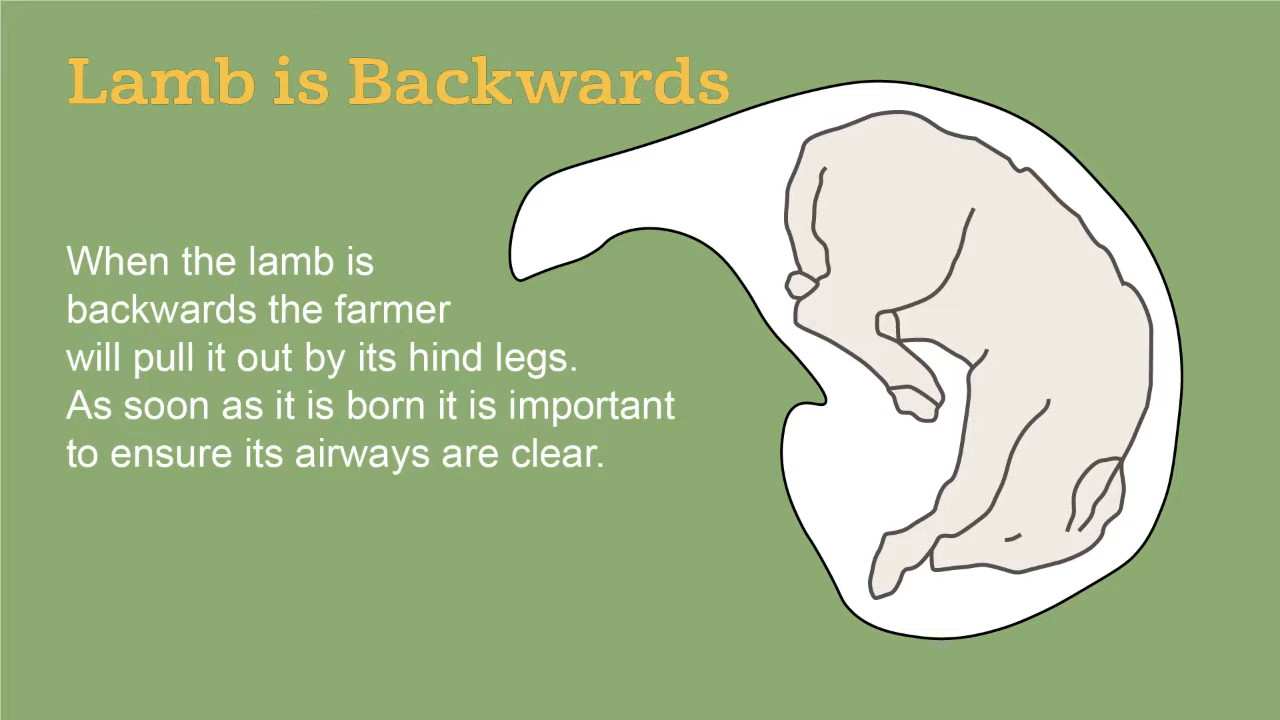 Lamb is Backwards
When the lamb is
backwards the farmer
will pull it out by its hind legs.
As soon as it is born it is important
to ensure its airways are clear.